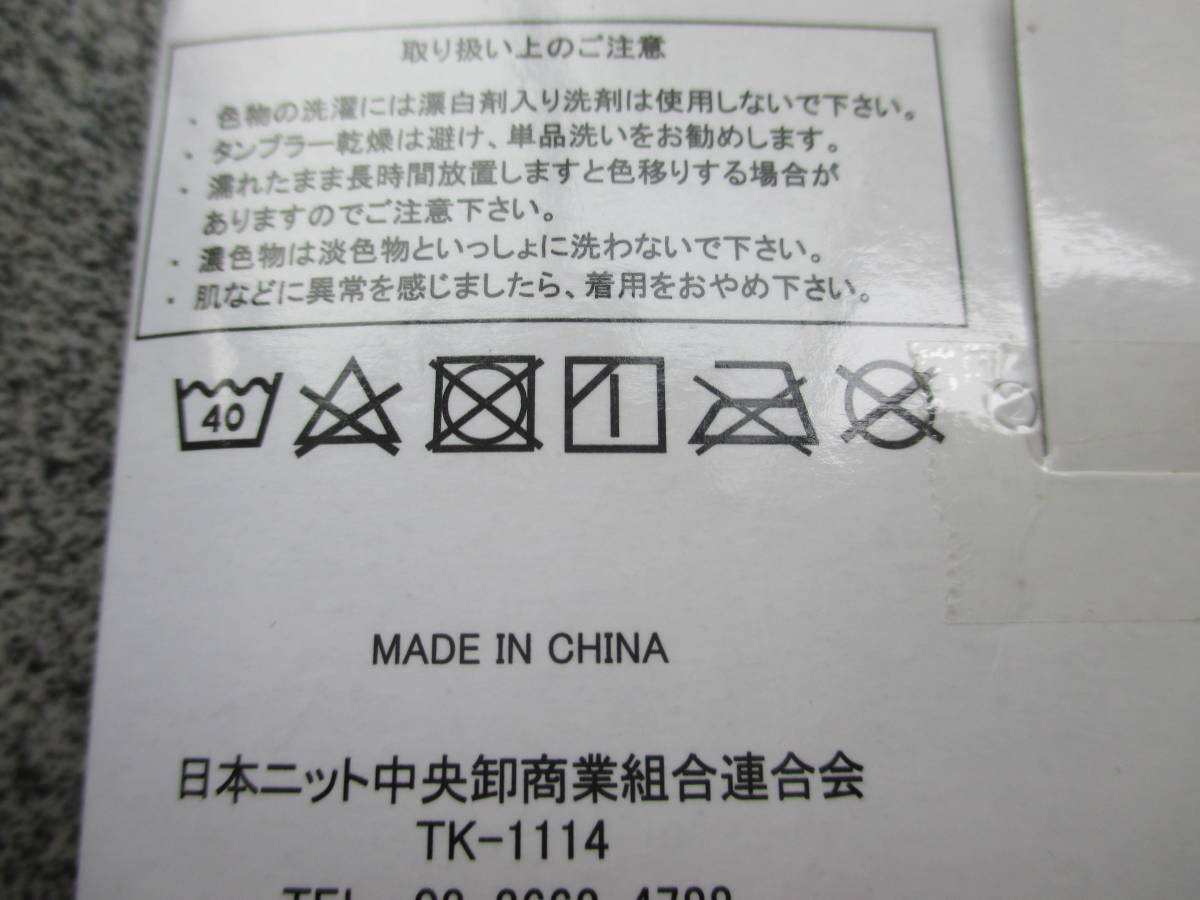 取り扱い上のご注意
・ 色物の洗濯には漂白剤入り洗剤は使用しないで下さい。
・ タンブラー乾燥は避け、単品洗いをお勧めします。
・ 濡れたまま長時間放置しますと色移りする場合が
ありますのでご注意下さい。
・ 濃色物は淡色物といっしょに洗わないで下さい。
・ 肌などに異常を感じましたら、着用をおやめ下さい。
40
MADE IN CHINA
日本ニット中央卸商業組合連合会
TK-1114
TEL